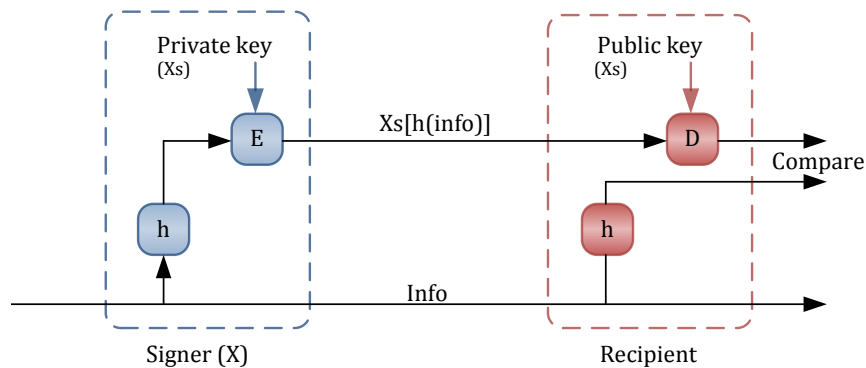 Private key
(Xs)
Public key
(Xs)
E
Xs[h(info)]
D
Compare
h
h
Info
Signer (X)
Recipient